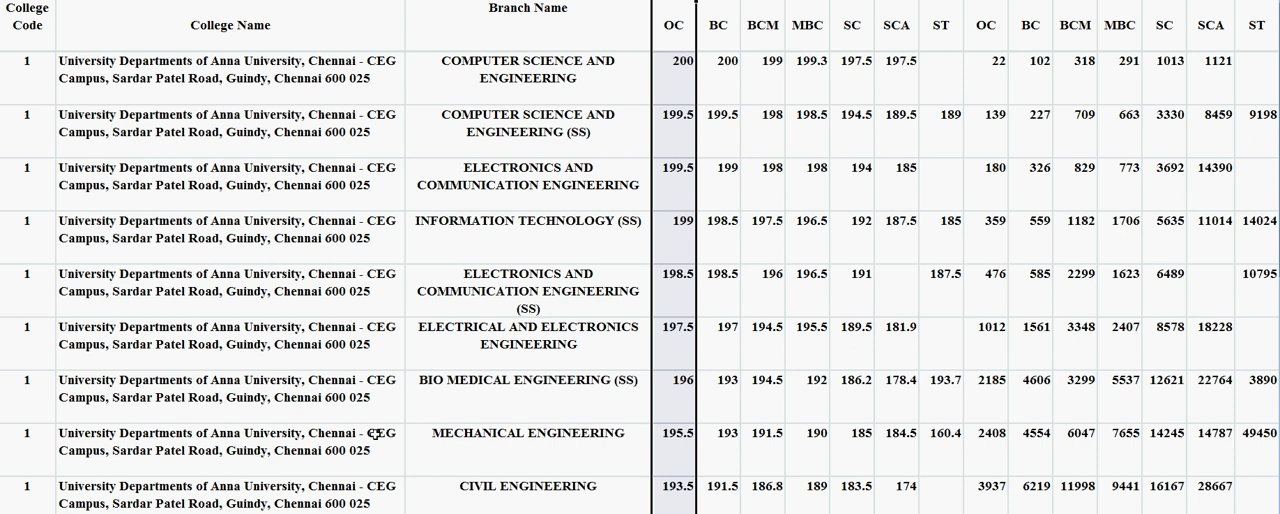 College Code College Name Branch Name OC BC BCM MBC SC SCA ST OC BC BCM MBC SC SCA ST
1 University Departments of Anna University, Chennai - CEG COMPUTER SCIENCE AND 200 200 199 199.3 197.5 197.5 22 102 318 291 1013 1121
Campus, Sardar Patel Road, Guindy, Chennai 600 025 ENGINEERING
1 University Departments of Anna University, Chennai - CEG COMPUTER SCIENCE AND 199.5 199.5 198 198.5 194.5 189.5 189 139 227 709 663 3330 8459 9198
Campus, Sardar Patel Road, Guindy, Chennai 600 025 ENGINEERING (SS)
1 University Departments of Anna University, Chennai - CEG ELECTRONICS AND 199.5 199 198 198 194 185 180 326 829 773 3692 14390
Campus, Sardar Patel Road, Guindy, Chennai 600 025 COMMUNICATION ENGINEERING
1 University Departments of Anna University, Chennai - CEG INFORMATION TECHNOLOGY (SS) 199 198.5 197.5 196.5 192 187.5 185 359 559 1182 1706 5635 11014 14024
Campus, Sardar Patel Road, Guindy, Chennai 600 025
1 University Departments of Anna University, Chennai - CEG ELECTRONICS AND 198.5 198.5 196 196.5 191 187.5 476 585 2299 1623 6489 10795
Campus, Sardar Patel Road, Guindy, Chennai 600 025 COMMUNICATION ENGINEERING
(SS)
1 University Departments of Anna University, Chennai - CEG ELECTRICAL AND ELECTRONICS 197.5 197 194.5 195.5 189.5 181.9 1012 1561 3348 2407 8578 18228
Campus, Sardar Patel Road, Guindy, Chennai 600 025 ENGINEERING
1 University Departments of Anna University, Chennai - CEG BIO MEDICAL ENGINEERING (SS) 196 193 194.5 192 186.2 178.4 193.7 2185 4606 3299 5537 12621 22764 3890
Campus, Sardar Patel Road, Guindy, Chennai 600 025
1 University Departments of Anna University, Chennai - CEG MECHANICAL ENGINEERING 195.5 193 191.5 190 185 184.5 160.4 2408 4554 6047 7655 14245 14787 49450
Campus, Sardar Patel Road, Guindy, Chennai 600 025
1 University Departments of Anna University, Chennai - CEG CIVIL ENGINEERING 193.5 191.5 186.8 189 183.5 174 3937 6219 11998 9441 16167 28667
Campus, Sardar Patel Road, Guindy, Chennai 600 025